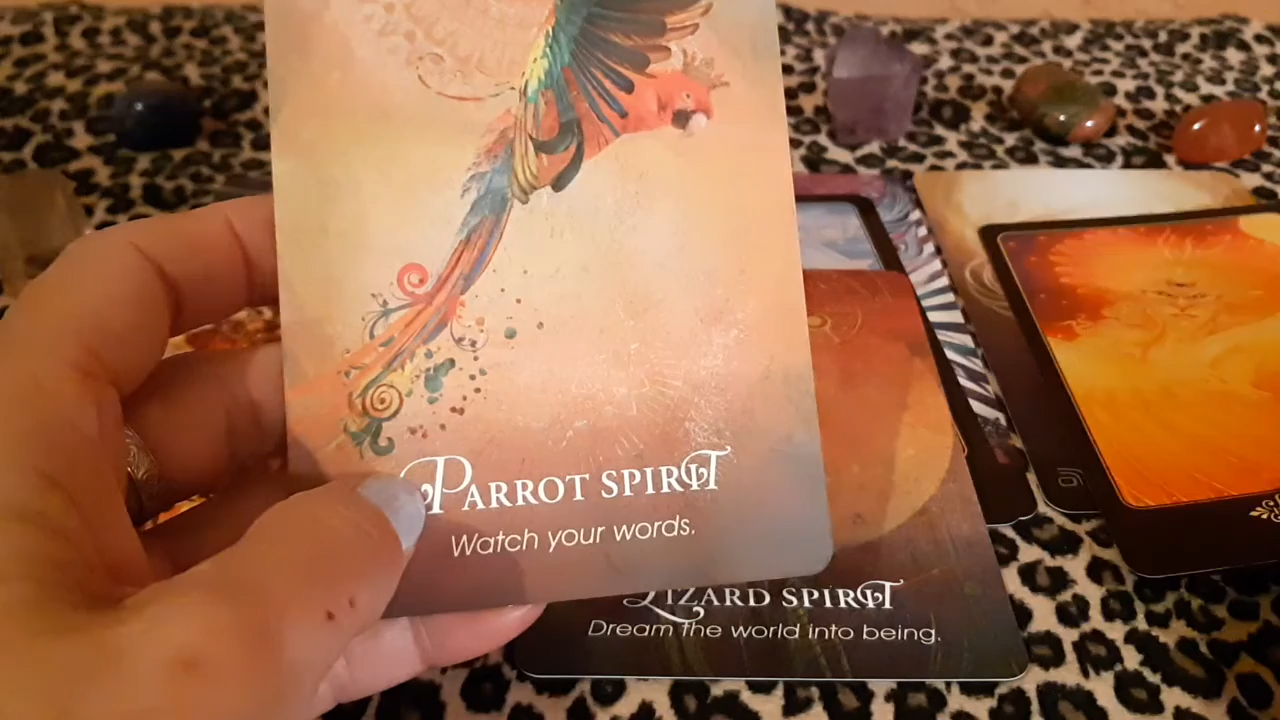 PARROT SPIRIT
Watch your words.
LIZARD SPIRIT
Dream the world into being.